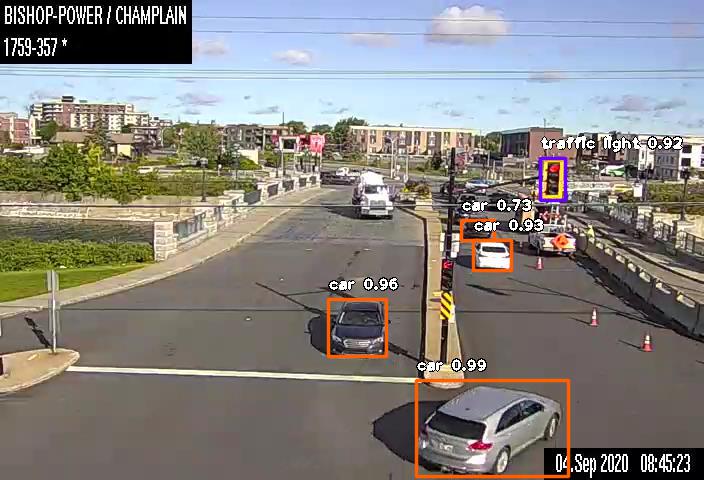 BISHOP-POWER / CHAMPLAIN
1759-357 *
traffic light 0.92
car 0.73
car 0.93
car 0.96
car 0.99
04.Sep 2020 08:45:23